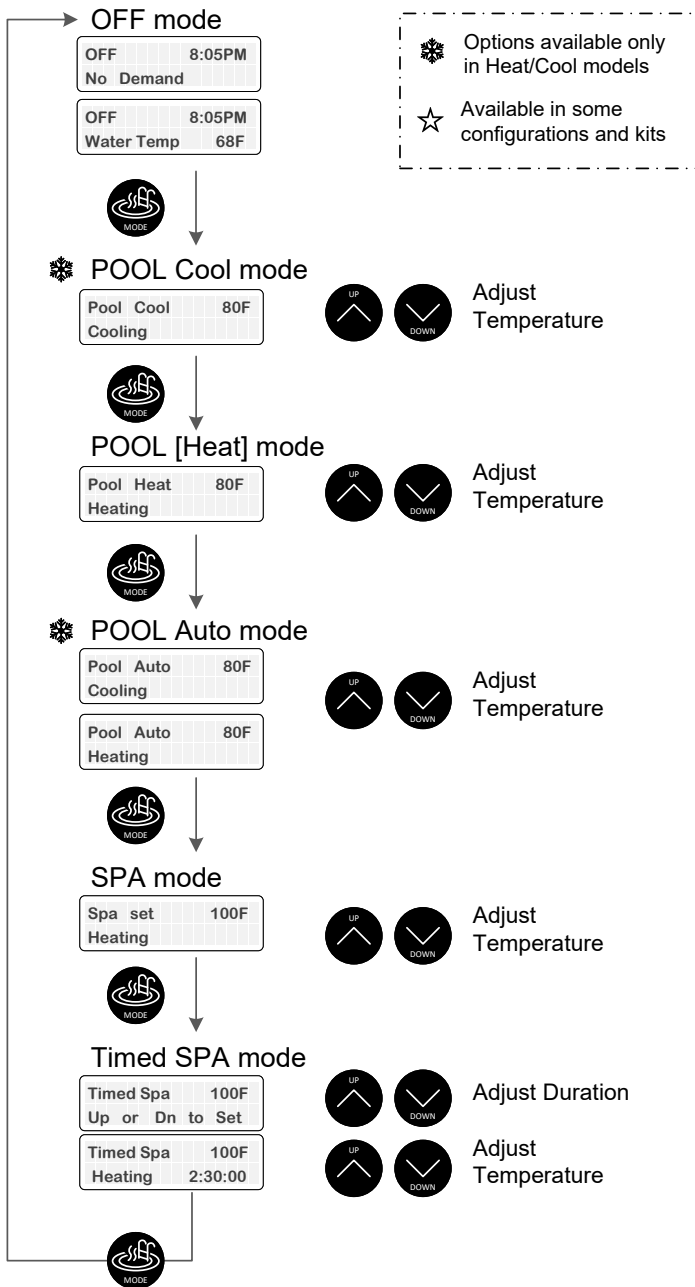 OFF mode
OFF 8:05PM
No Demand
OFF 8:05PM
Water Temp 68F
Options available only
in Heat/Cool models
Available in some
configurations and kits
MODE
POOL Cool mode
Pool Cool 80F
Cooling
UP
DOWN
Adjust
Temperature
MODE
POOL [Heat] mode
Pool Heat 80F
Heating
UP
DOWN
Adjust
Temperature
MODE
POOL Auto mode
Pool Auto 80F
Cooling
Pool Auto 80F
Heating
UP
DOWN
Adjust
Temperature
MODE
SPA mode
Spa set 100F
Heating
UP
DOWN
Adjust
Temperature
MODE
Timed SPA mode
Timed Spa 100F
Up or Dn to Set
UP
DOWN
Adjust Duration
Timed Spa 100F
Heating 2:30:00
UP
DOWN
Adjust
Temperature
MODE